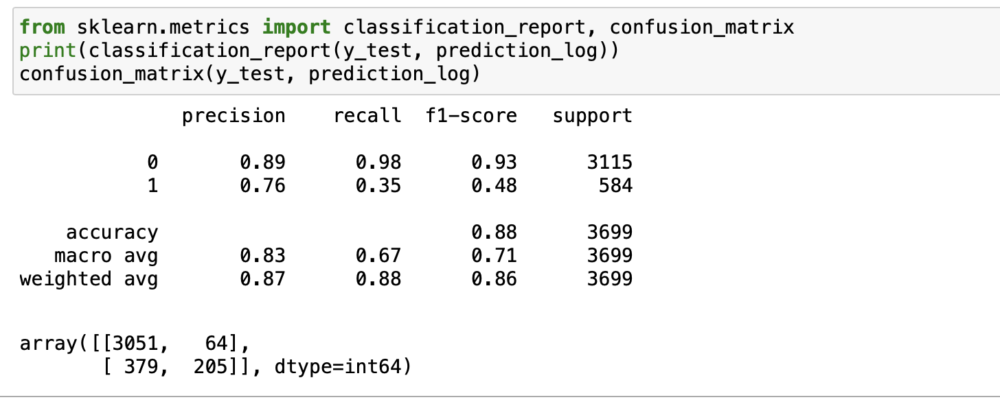 from sklearn.metrics import classification_report, confusion_matrix
print(classification_report(y_test, prediction_log))
confusion_matrix(y_test, prediction_log)
precision recall f1-score support
0 0.89 0.98 0.93 3115
1 0.76 0.35 0.48 584
accuracy 0.88 3699
macro avg 0.83 0.67 0.71 3699
weighted avg 0.87 0.88 0.86 3699
array([[3051, 64],
[ 379, 205]], dtype=int64)